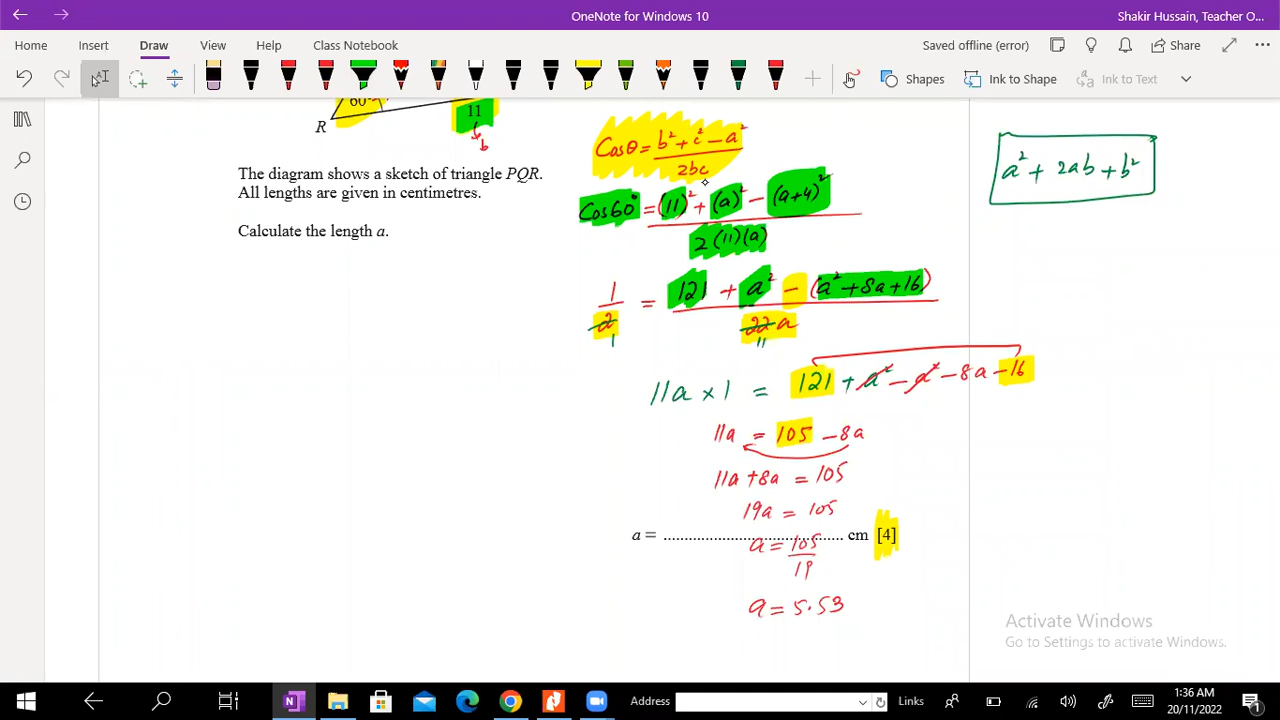 OneNote for Windows 10
Shakir Hussain, Teacher O...
Home Insert Draw View Help Class Notebook Saved offline (error) Share
Shapes Ink to Shape Ink to Text
60°
R
11
b
The diagram shows a sketch of triangle PQR.
All lengths are given in centimetres.
Calculate the length a.
Cosθ = b² + c² - a² / 2bc
a² + 2ab + b²
Cos60° = (11)² + (a)² - (a+4)² / 2(11)(a)
1/2 = 121 + a² - (a² + 8a + 16) / 22a
1 11
11a × 1 = 121 + a² - a² - 8a - 16
11a = 105 - 8a
11a + 8a = 105
19a = 105
a = ............................................ cm [4]
a = 105/19
a = 5.53
Activate Windows
Go to Settings to activate Windows.
Address Links 1:36 AM
20/11/2022